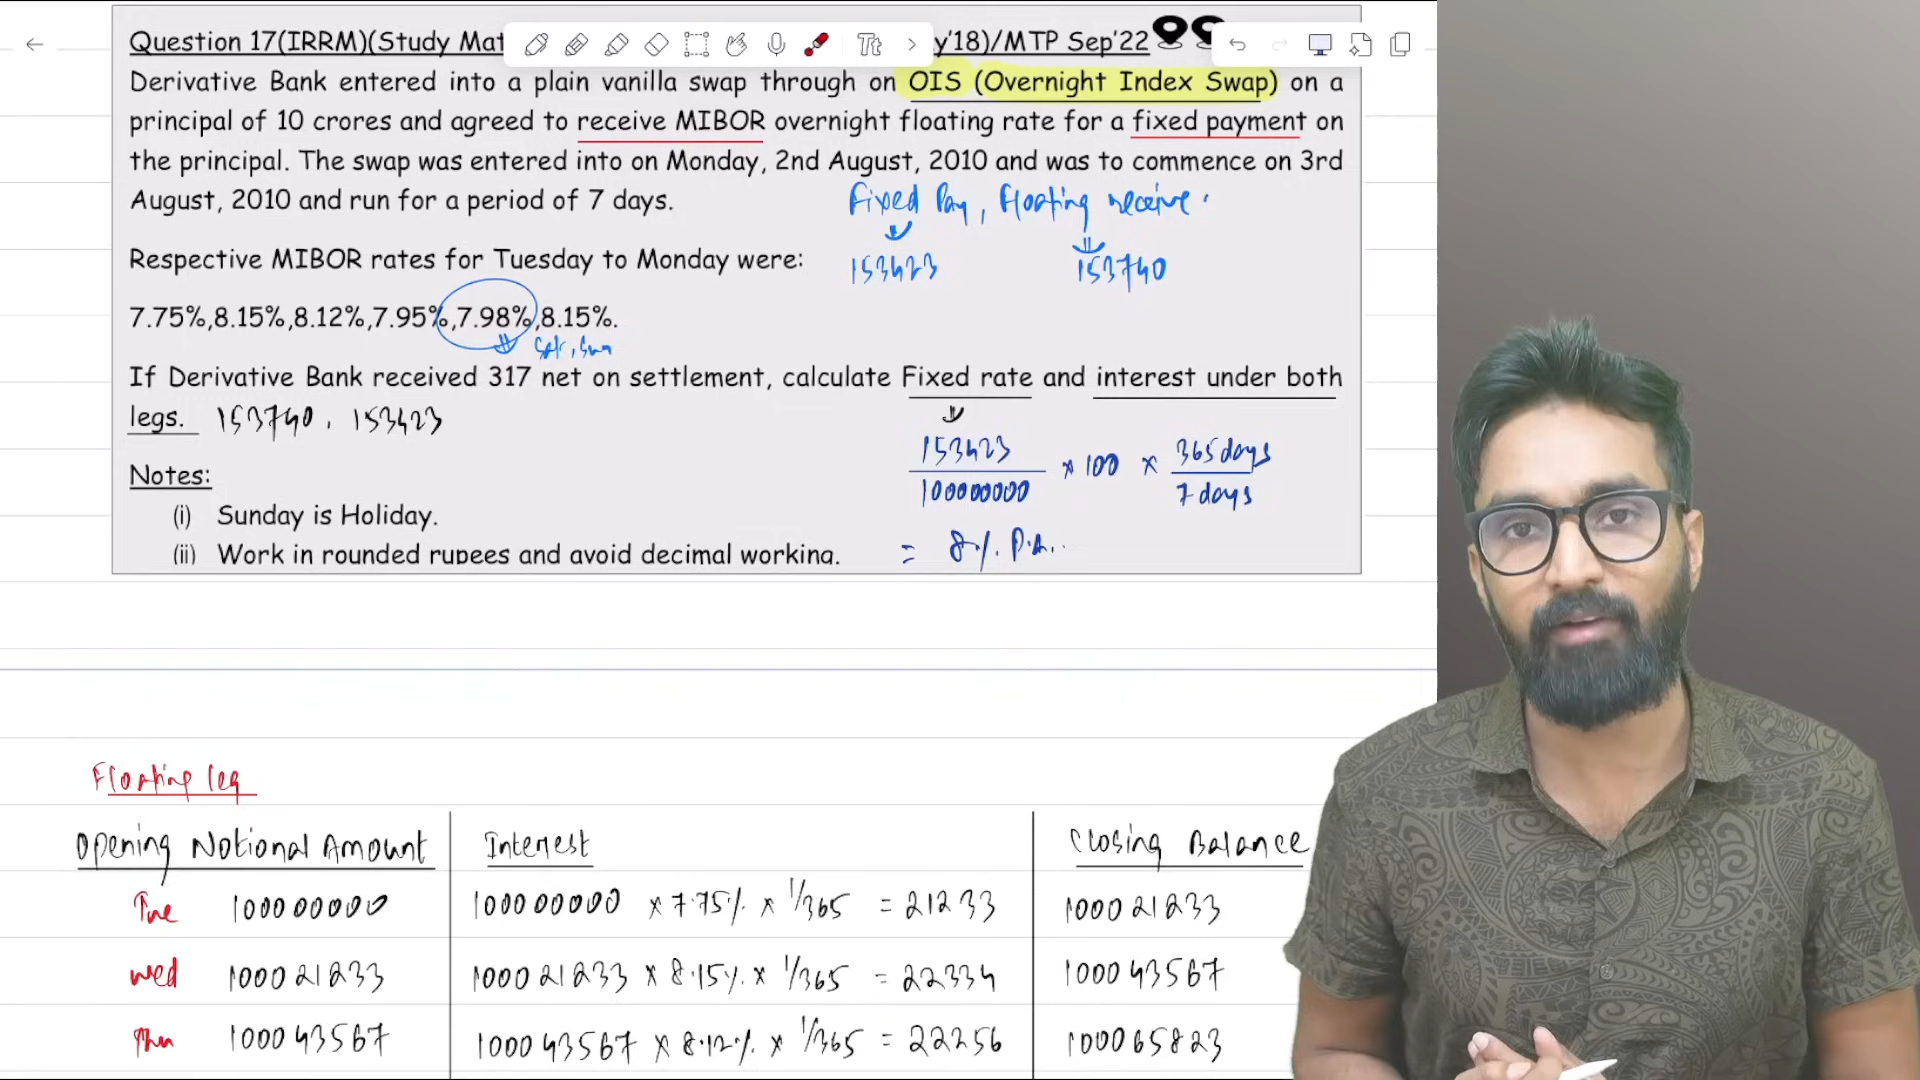 Question 17(IRRM)(Study Mat y'18)/MTP Sep'22
Tt
Derivative Bank entered into a plain vanilla swap through on OIS (Overnight Index Swap) on a
principal of 10 crores and agreed to receive MIBOR overnight floating rate for a fixed payment on
the principal. The swap was entered into on Monday, 2nd August, 2010 and was to commence on 3rd
August, 2010 and run for a period of 7 days.
Fixed Pay, Floating receive.
Respective MIBOR rates for Tuesday to Monday were:
153423 153740
7.75%,8.15%,8.12%,7.95%,7.98%,8.15%.
Sat, Sun
If Derivative Bank received 317 net on settlement, calculate Fixed rate and interest under both
legs. 153740, 153423
153423 / 100000000 × 100 × 365 days / 7 days
Notes:
(i) Sunday is Holiday.
(ii) Work in rounded rupees and avoid decimal working.
= 8% P.A..
Floating leg
Opening Notional Amount Interest Closing Balance
Tue 100000000 100000000 × 7.75% × 1/365 = 21233 100021233
Wed 100021233 100021233 × 8.15% × 1/365 = 22334 100043567
Thu 100043567 100043567 × 8.12% × 1/365 = 22256 100065823